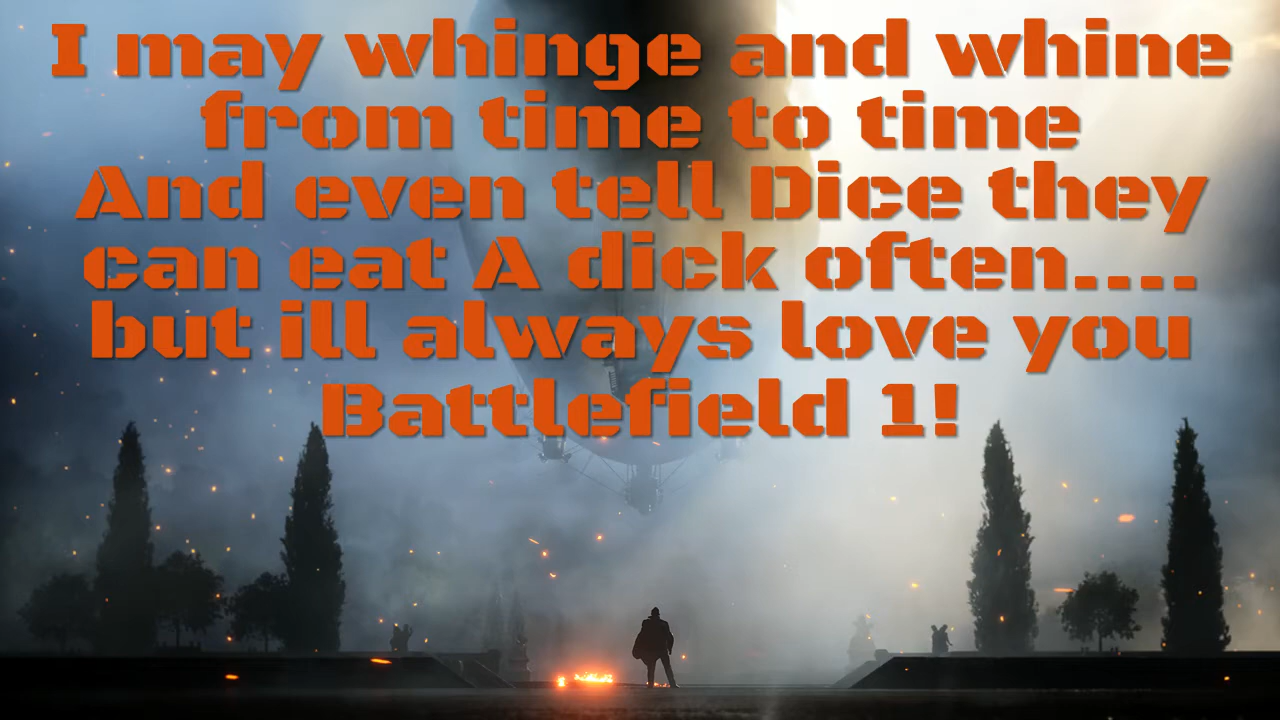 I may whinge and whine
from time to time
And even tell Dice they
can eat A dick often....
but ill always love you
Battlefield 1!